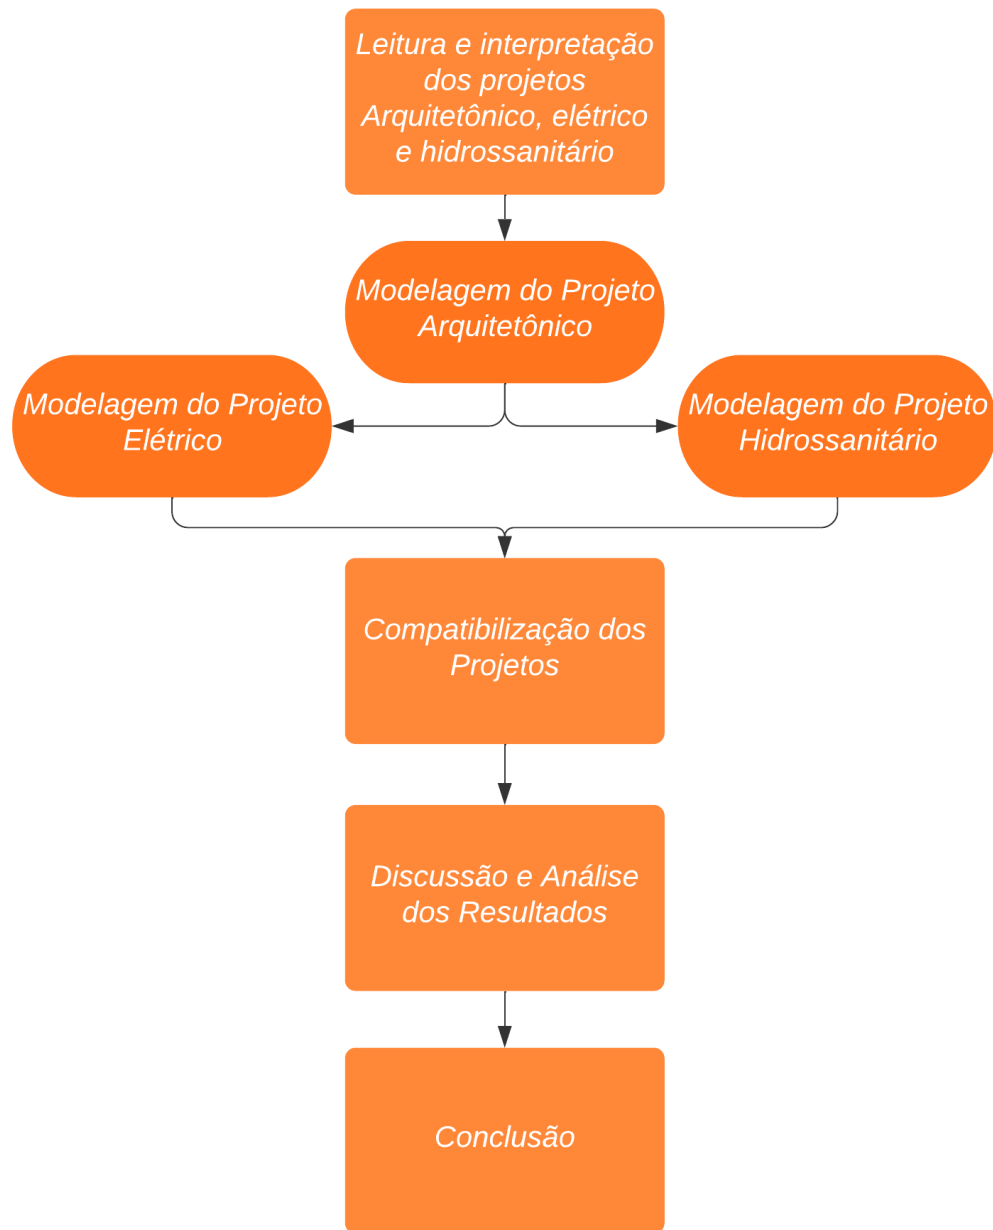 Leitura e interpretação
dos projetos
Arquitetônico, elétrico
e hidrossanitário
Modelagem do Projeto
Arquitetônico
Modelagem do Projeto
Elétrico
Modelagem do Projeto
Hidrossanitário
Compatibilização dos
Projetos
Discussão e Análise
dos Resultados
Conclusão